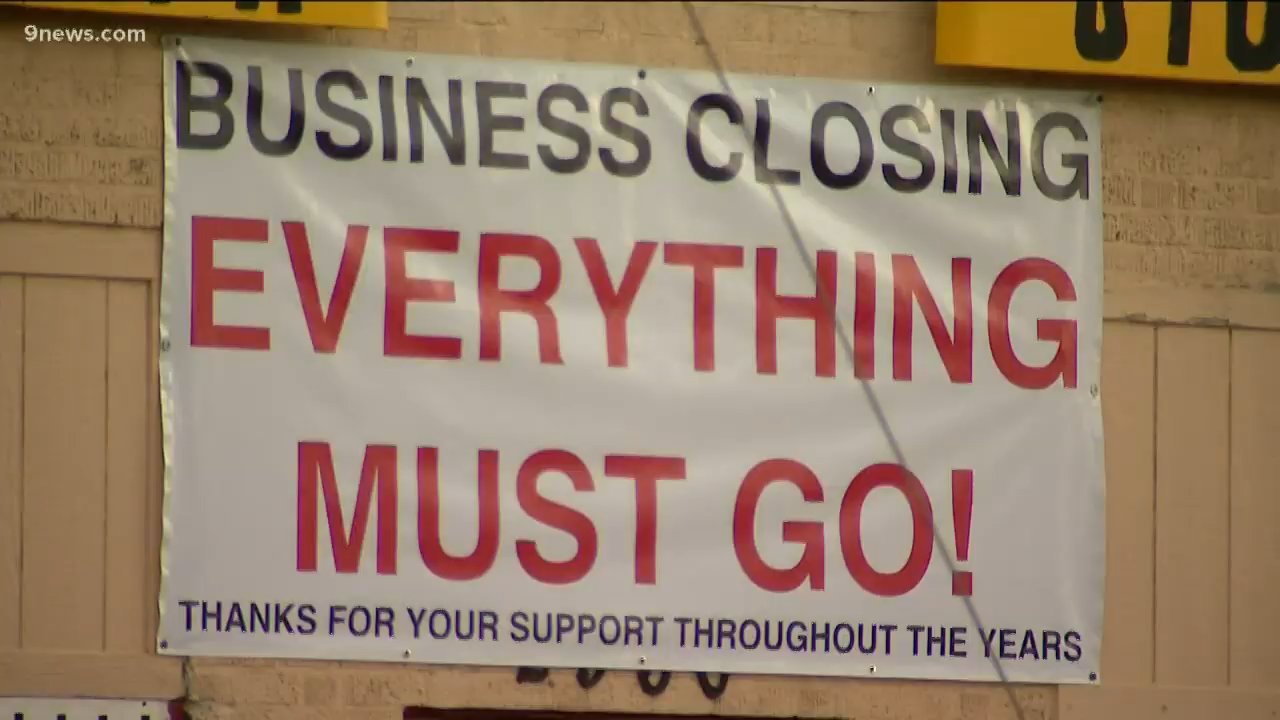 9news.com
BUSINESS CLOSING
EVERYTHING
MUST GO!
THANKS FOR YOUR SUPPORT THROUGHOUT THE YEARS